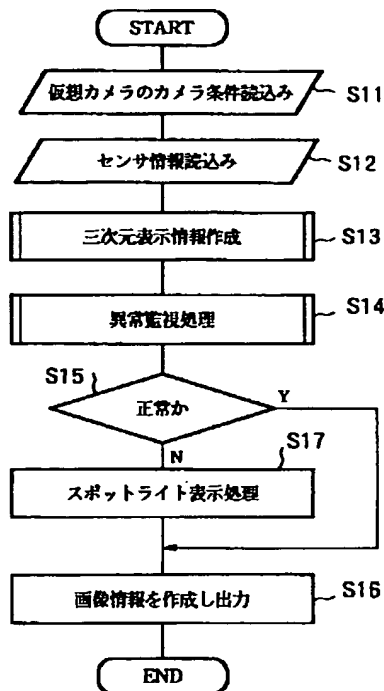 START
仮想カメラのカメラ条件読込み
S11
センサ情報読込み
S12
三次元表示情報作成
S13
異常監視処理
S14
S15
正常か
Y
N
S17
スポットライト表示処理
画像情報を作成し出力
S16
END